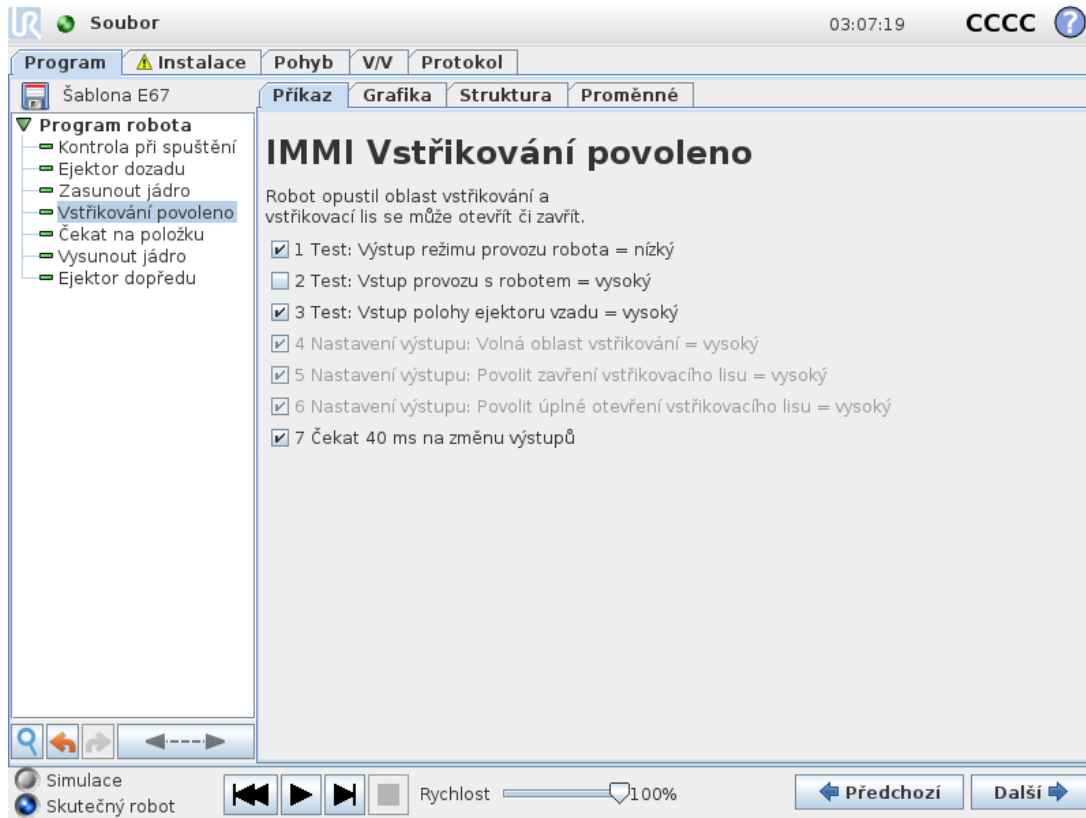 UR Soubor 03:07:19 CCCC ?
Program Instalace Pohyb V/V Protokol
Šablona E67
Příkaz Grafika Struktura Proměnné
Program robota
Kontrola při spuštění
Ejektor dozadu
Zasunout jádro
Vstřikování povoleno
Čekat na položku
Vysunout jádro
Ejektor dopředu
IMMI Vstřikování povoleno
Robot opustil oblast vstřikování a
vstřikovací lis se může otevřít či zavřít.
1 Test: Výstup režimu provozu robota = nízký
2 Test: Vstup provozu s robotem = vysoký
3 Test: Vstup polohy ejektoru vzadu = vysoký
4 Nastavení výstupu: Volná oblast vstřikování = vysoký
5 Nastavení výstupu: Povolit zavření vstřikovacího lisu = vysoký
6 Nastavení výstupu: Povolit úplné otevření vstřikovacího lisu = vysoký
7 Čekat 40 ms na změnu výstupů
Simulace
Skutečný robot
Rychlost 100%
Předchozí Další